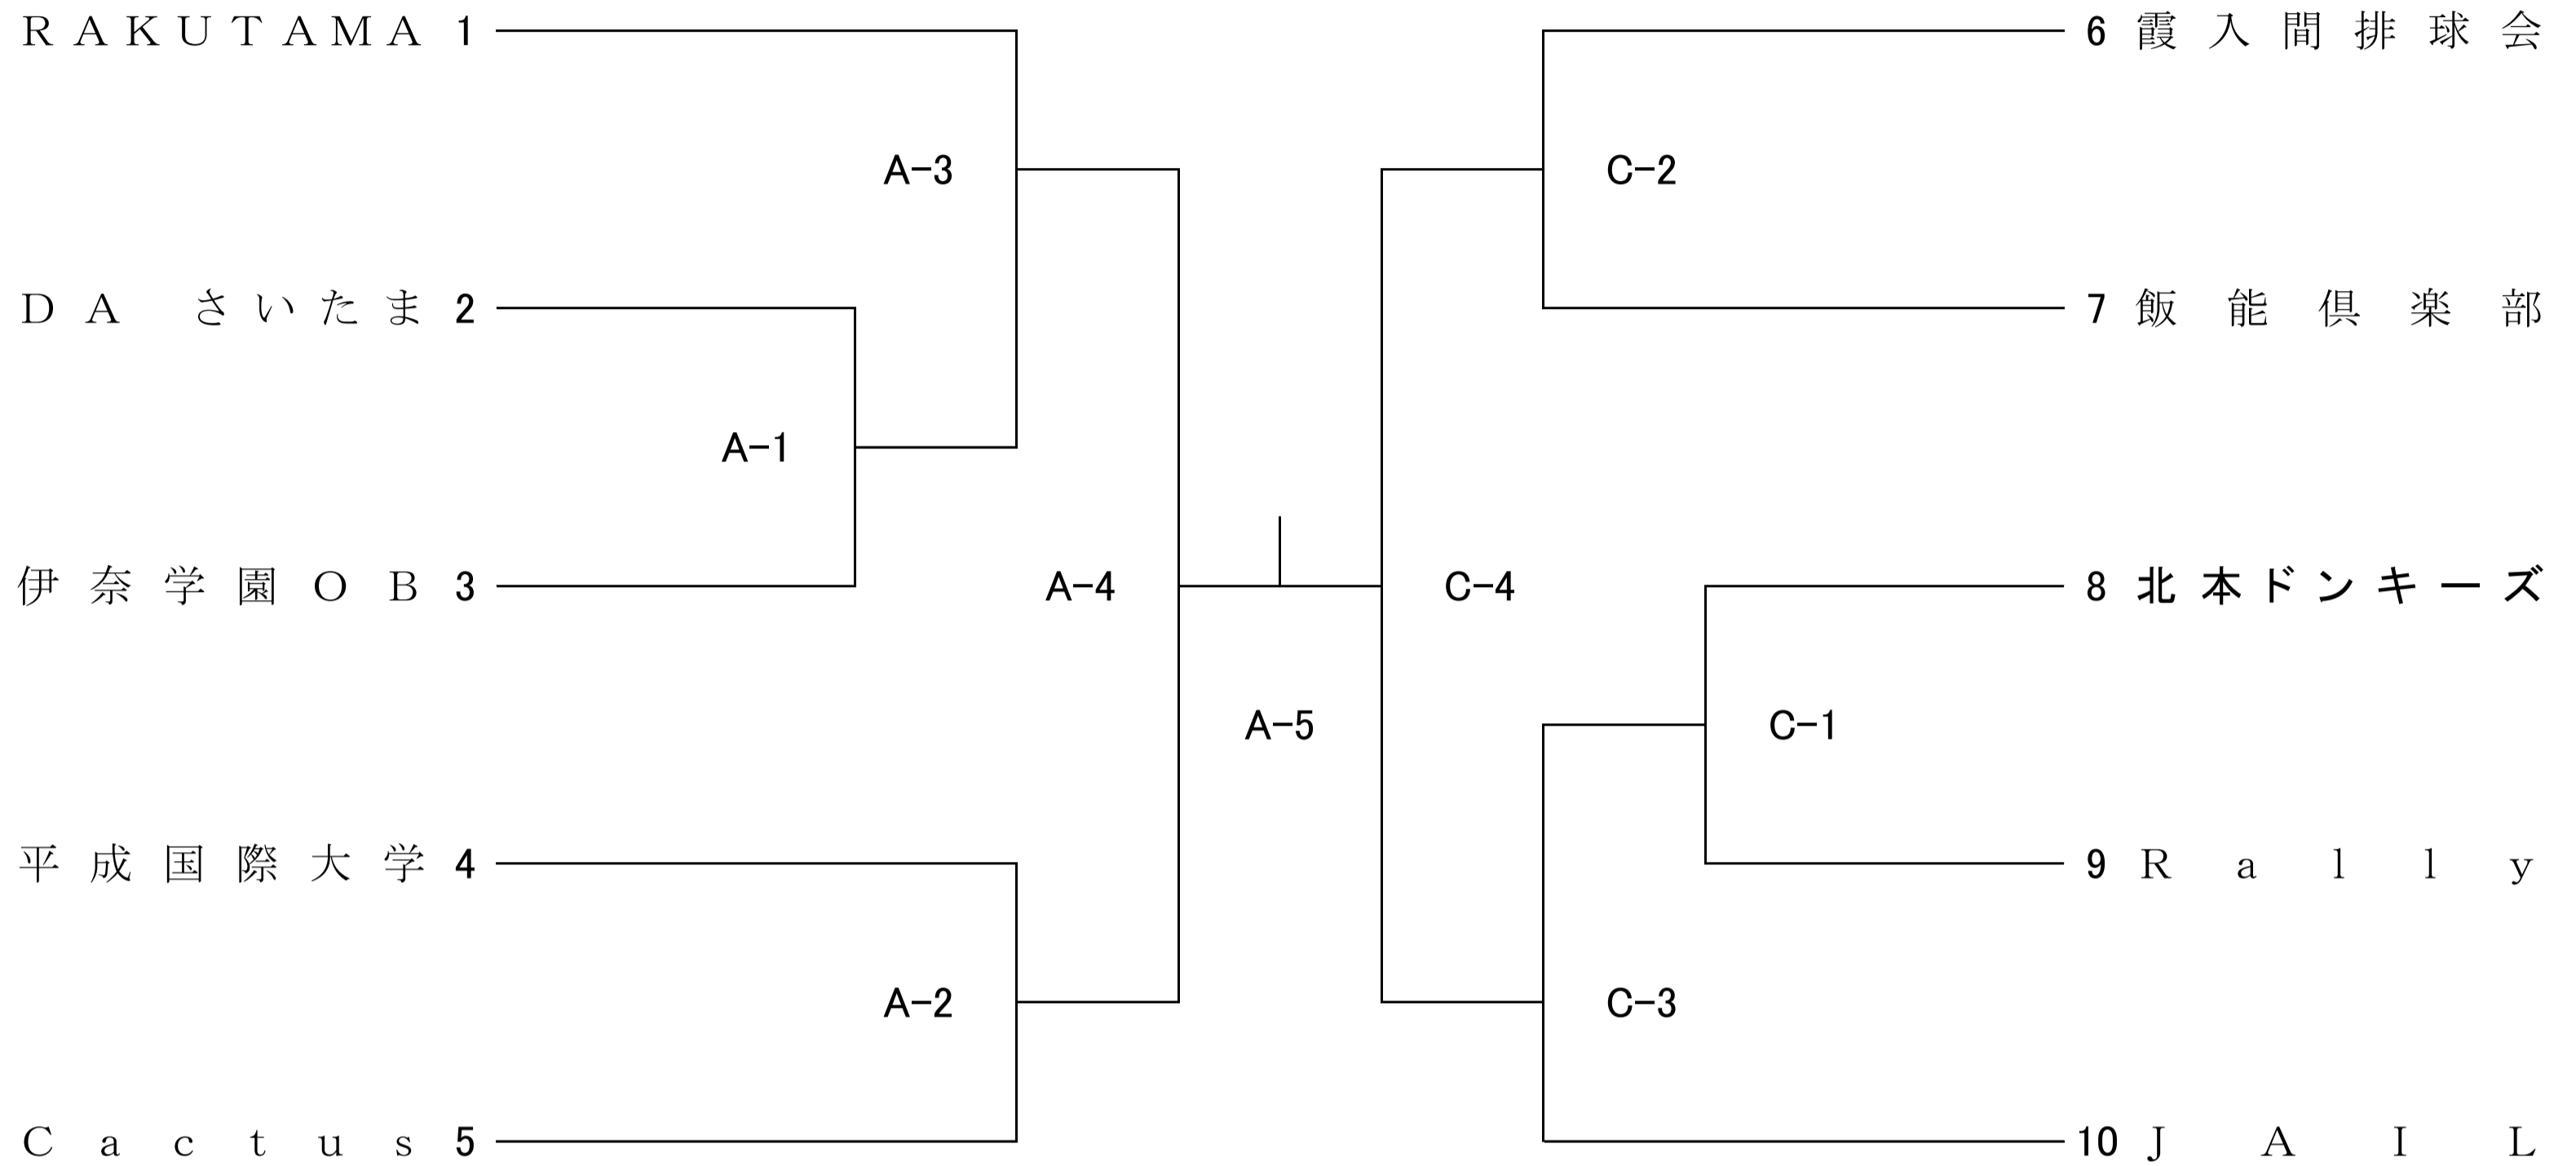 RAKUTAMA 1
6 霞入間排球会
A-3
C-2
DA さいたま 2
7 飯能倶楽部
A-1
伊奈学園OB 3
A-4
C-4
8 北本ドンキーズ
A-5
C-1
平成国際大学 4
9 Rally
A-2
C-3
Cactus 5
10 JAIL